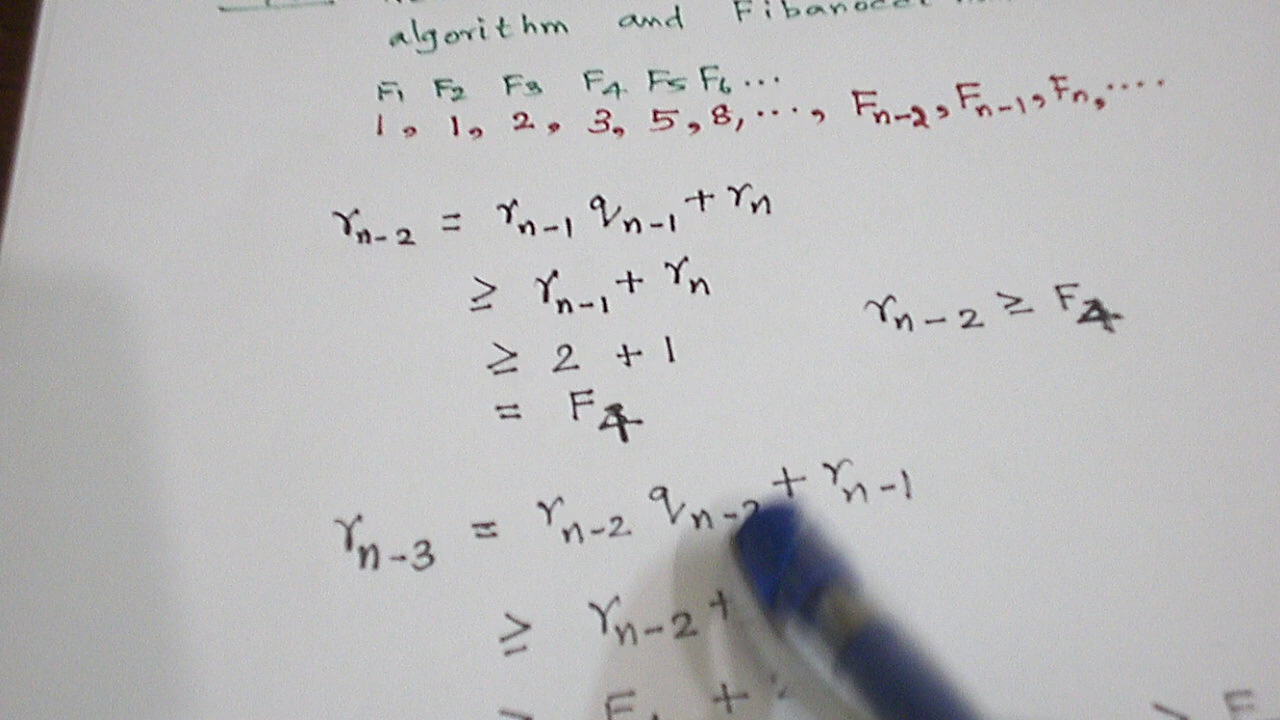 algorithm and
F1 F2 F3 F4 F5 F6 ...
1, 1, 2, 3, 5, 8, ..., Fn-2, Fn-1, Fn, ....
rn-2 = rn-1 qn-1 + rn
≥ rn-1 + rn
rn-2 ≥ F4
≥ 2 + 1
= F4
rn-3 = rn-2 qn-2 + rn-1
≥ rn-2 +